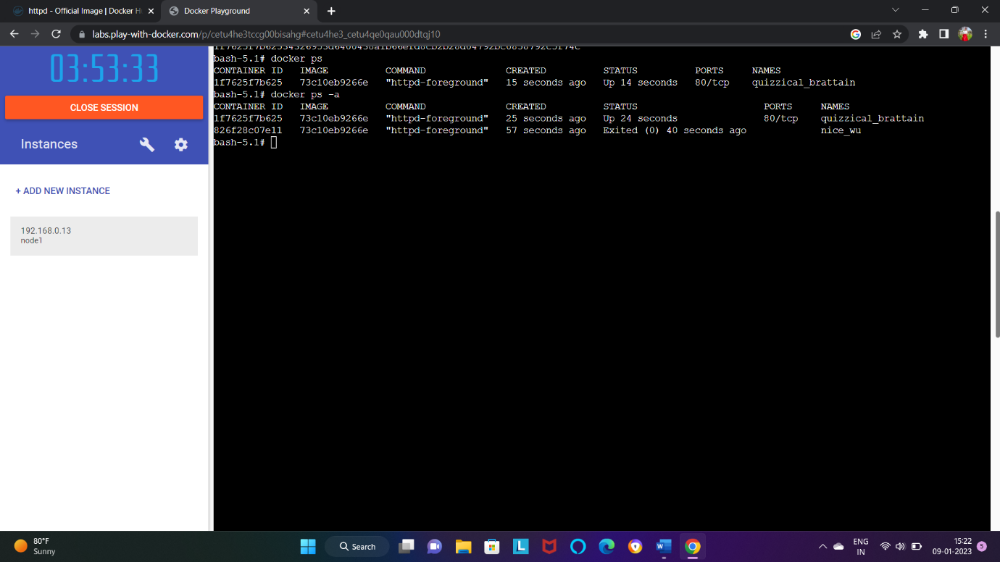 httpd - Official Image | Docker H
Docker Playground
labs.play-with-docker.com/p/cetu4he3tccg00bisahg#cetu4he3_cetu4qe0qau000dtqj10
03:53:33
CLOSE SESSION
Instances
+ ADD NEW INSTANCE
192.168.0.13
node1
bash-5.1# docker ps
CONTAINER ID IMAGE COMMAND CREATED STATUS PORTS NAMES
1f7625f7b625 73c10eb9266e "httpd-foreground" 15 seconds ago Up 14 seconds 80/tcp quizzical_brattain
bash-5.1# docker ps -a
CONTAINER ID IMAGE COMMAND CREATED STATUS PORTS NAMES
1f7625f7b625 73c10eb9266e "httpd-foreground" 25 seconds ago Up 24 seconds 80/tcp quizzical_brattain
826f28c07e11 73c10eb9266e "httpd-foreground" 57 seconds ago Exited (0) 40 seconds ago nice_wu
bash-5.1#
80°F
Sunny
Search
ENG
IN
15:22
09-01-2023
5